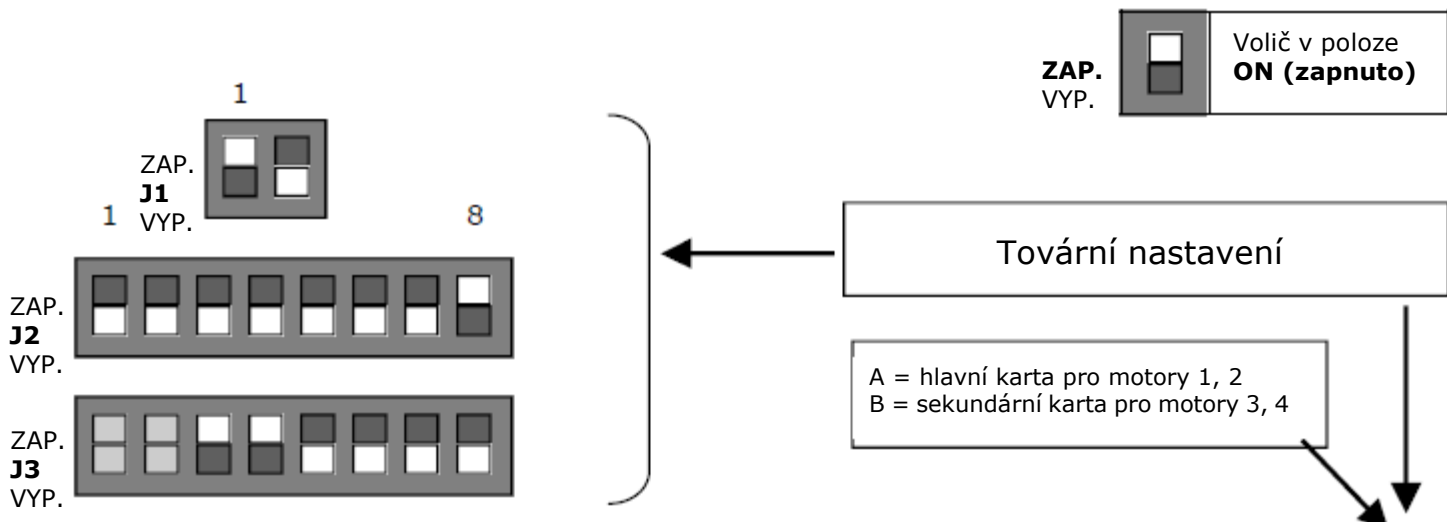 Volič v poloze
ON (zapnuto)
ZAP.
VYP.
1
ZAP.
J1
VYP.
1 8
ZAP.
J2
VYP.
ZAP.
J3
VYP.
Tovární nastavení
A = hlavní karta pro motory 1, 2
B = sekundární karta pro motory 3, 4